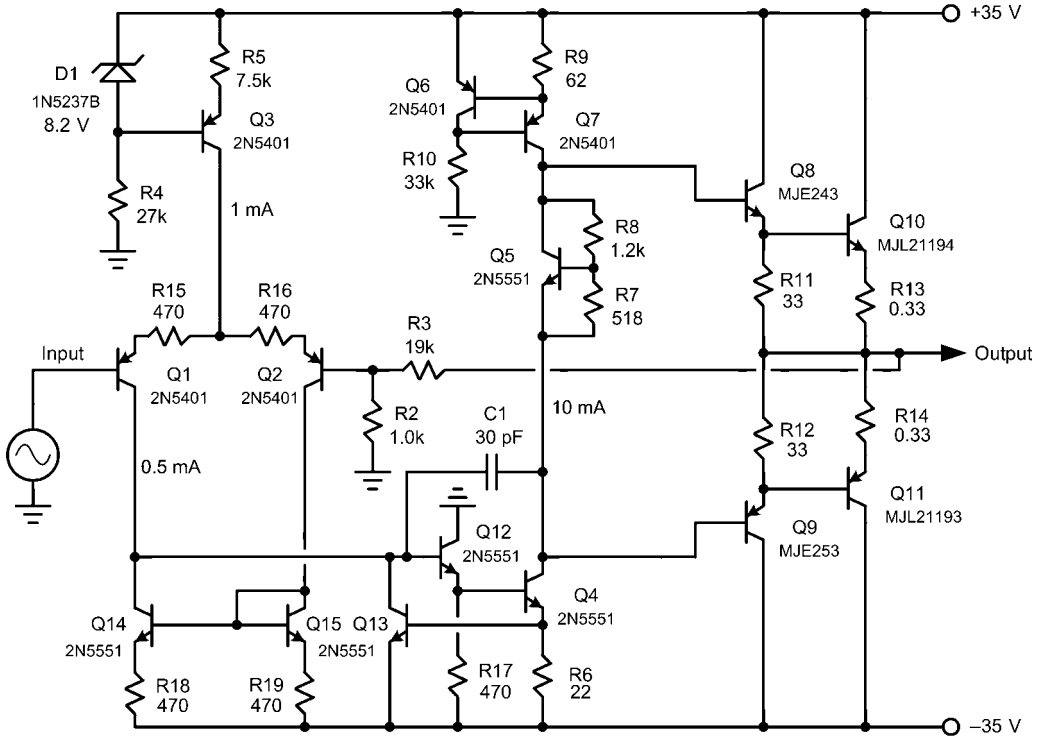 +35 V
D1
1N5237B
8.2 V
R5
7.5k
Q3
2N5401
R4
27k
1 mA
Q6
2N5401
R9
62
Q7
2N5401
R10
33k
R8
1.2k
Q5
2N5551
R7
518
Q8
MJE243
Q10
MJL21194
R11
33
R13
0.33
R15
470
R16
470
R3
19k
Input
Q1
2N5401
Q2
2N5401
R2
1.0k
Output
0.5 mA
C1
30 pF
10 mA
R12
33
R14
0.33
Q12
2N5551
Q9
MJE253
Q11
MJL21193
Q14
2N5551
Q15
Q13
2N5551
Q4
2N5551
R18
470
R19
470
R17
470
R6
22
–35 V